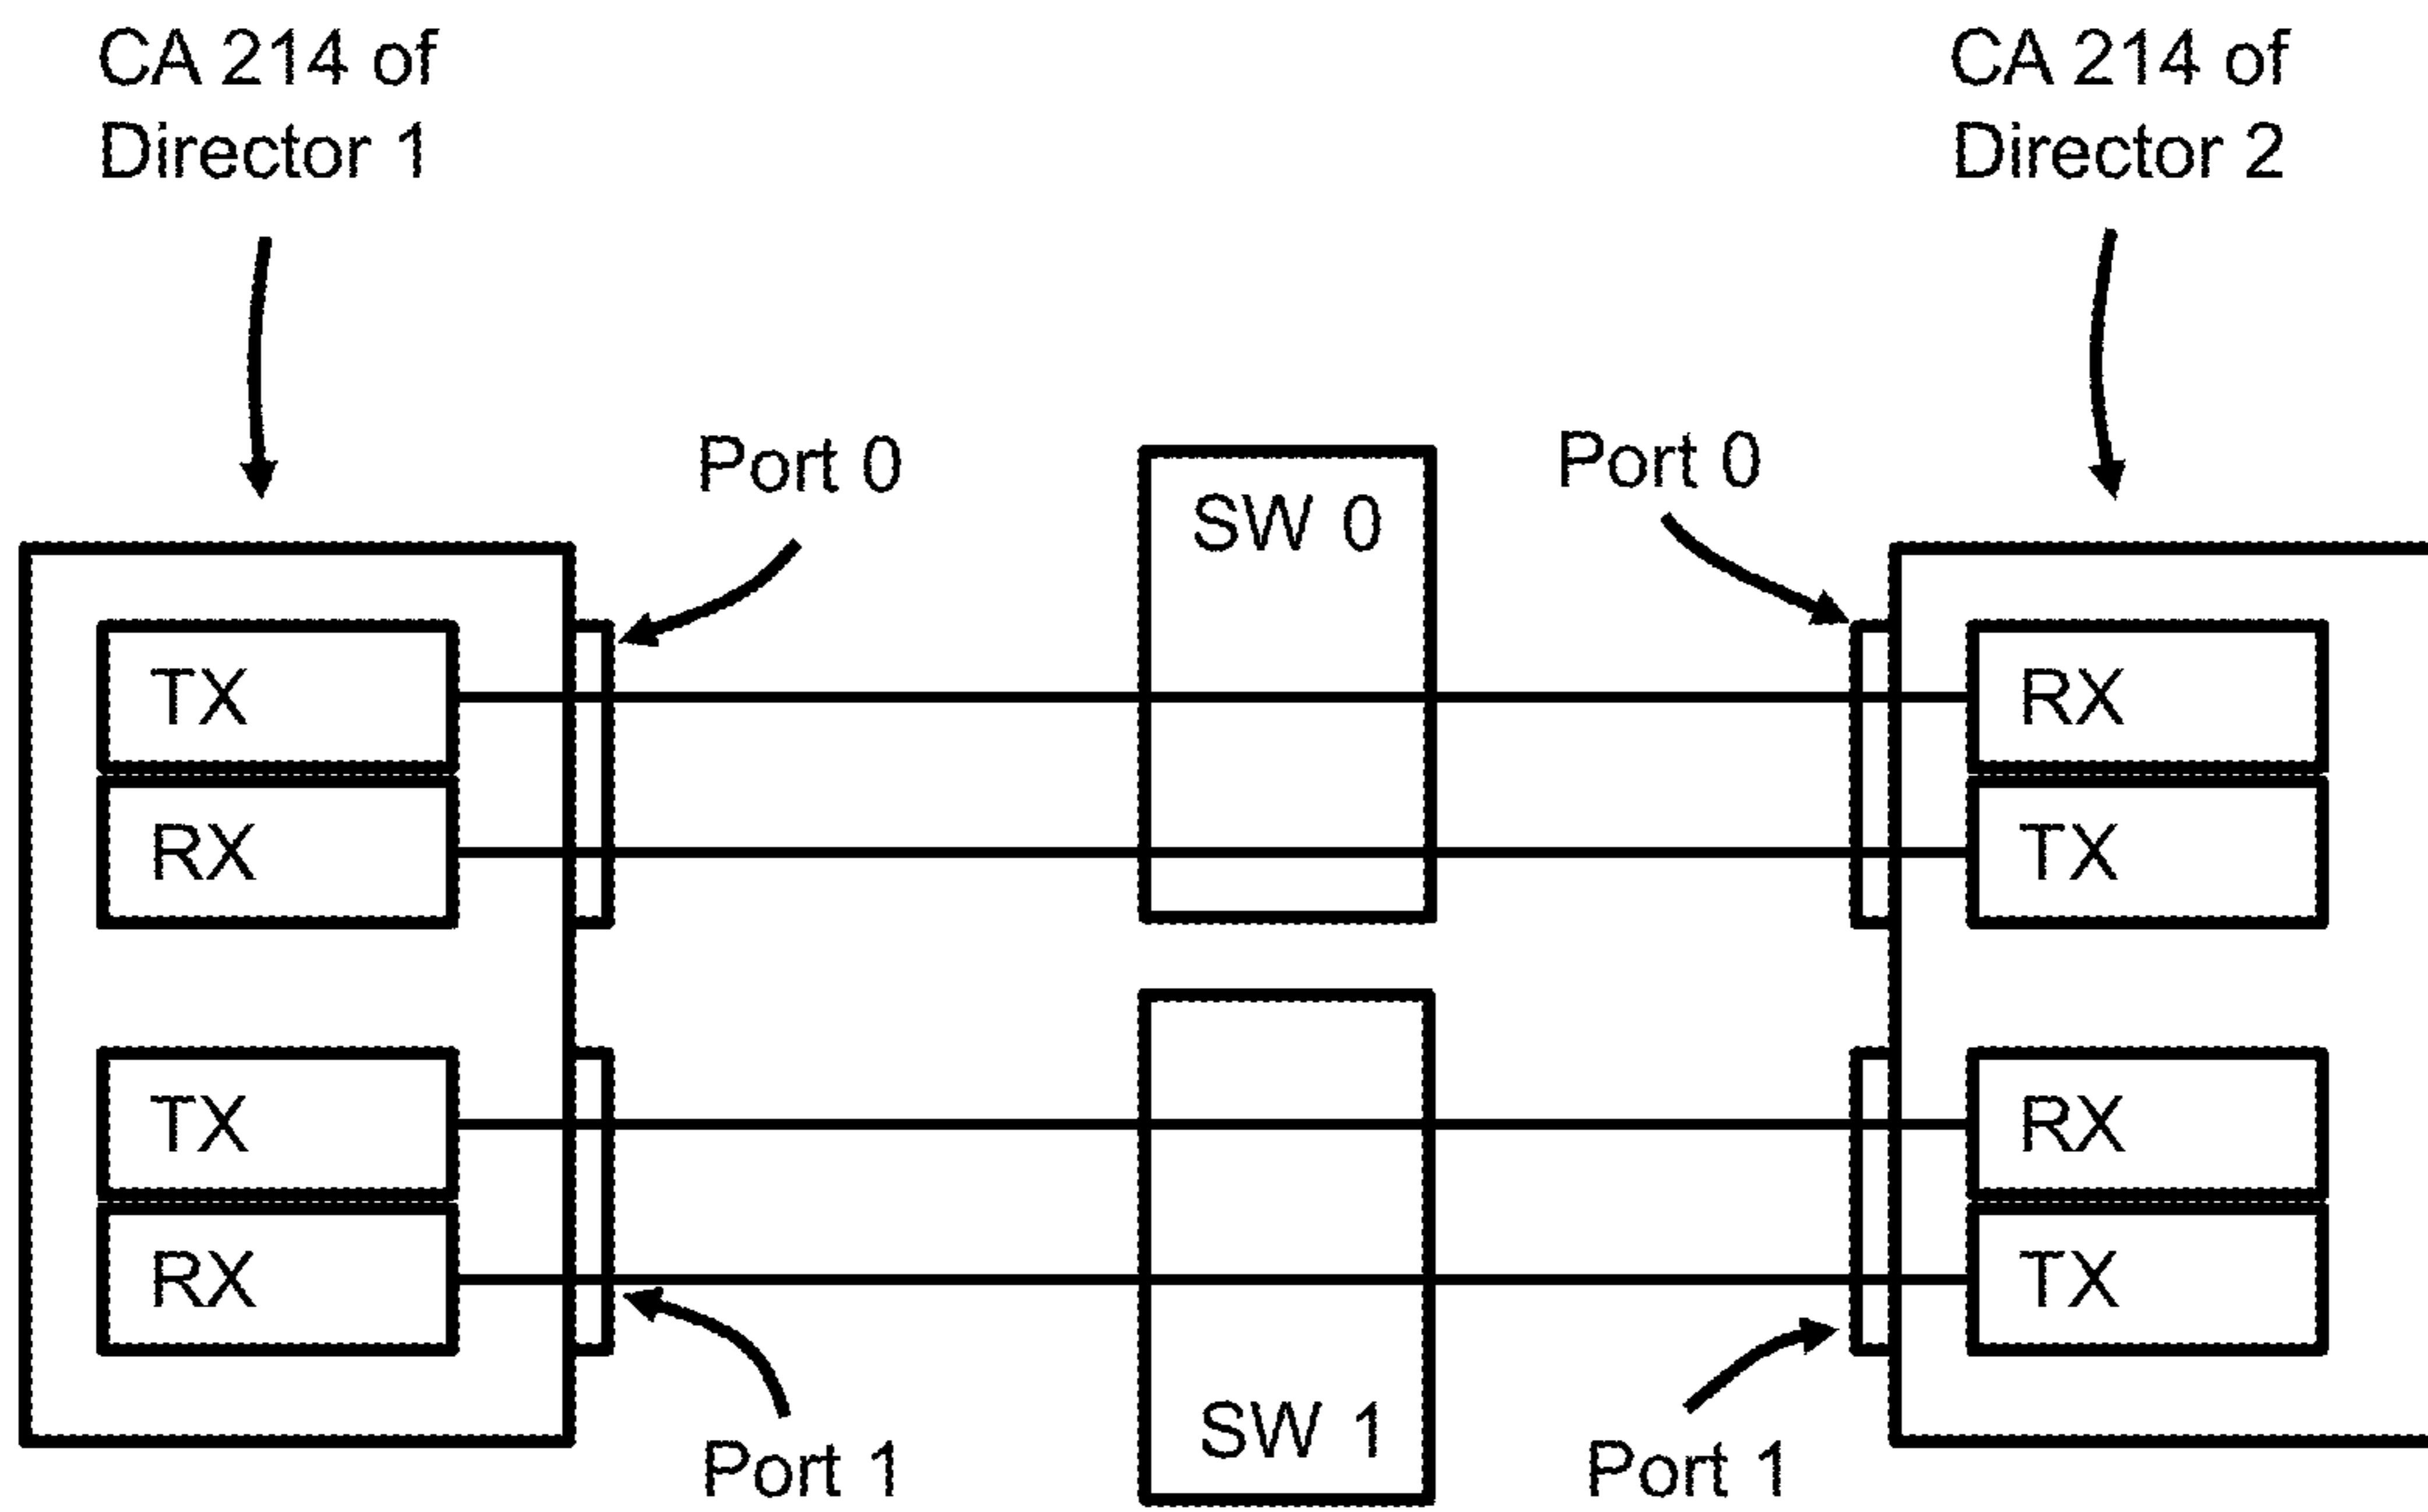 CA 214 of
Director 1
CA 214 of
Director 2
Port 0
SW 0
Port 0
TX
RX
RX
TX
TX
RX
RX
TX
Port 1
SW 1
Port 1